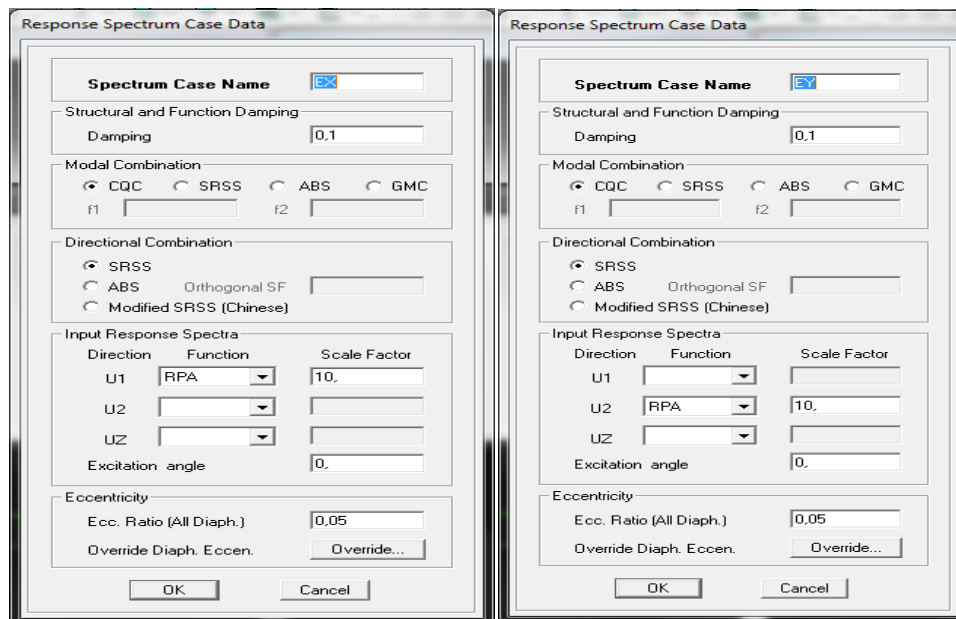 Response Spectrum Case Data
Spectrum Case Name EX
Structural and Function Damping
Damping 0,1
Modal Combination
CQC SRSS ABS GMC
f1 f2
Directional Combination
SRSS
ABS Orthogonal SF
Modified SRSS (Chinese)
Input Response Spectra
Direction Function Scale Factor
U1 RPA 10,
U2
UZ
Excitation angle 0,
Eccentricity
Ecc. Ratio (All Diaph.) 0,05
Override Diaph. Eccen. Override...
OK Cancel
Response Spectrum Case Data
Spectrum Case Name EY
Structural and Function Damping
Damping 0,1
Modal Combination
CQC SRSS ABS GMC
f1 f2
Directional Combination
SRSS
ABS Orthogonal SF
Modified SRSS (Chinese)
Input Response Spectra
Direction Function Scale Factor
U1
U2 RPA 10,
UZ
Excitation angle 0,
Eccentricity
Ecc. Ratio (All Diaph.) 0,05
Override Diaph. Eccen. Override...
OK Cancel